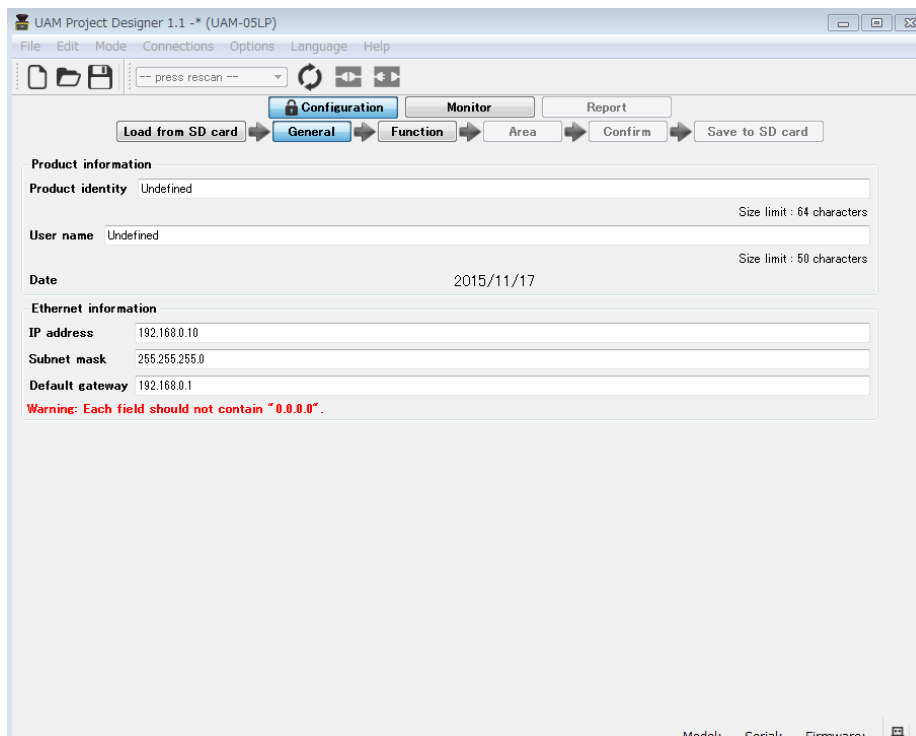 UAM Project Designer 1.1 -* (UAM-05LP)
File Edit Mode Connections Options Language Help
-- press rescan --
Configuration Monitor Report
Load from SD card General Function Area Confirm Save to SD card
Product information
Product identity Undefined
Size limit : 64 characters
User name Undefined
Size limit : 50 characters
Date 2015/11/17
Ethernet information
IP address 192.168.0.10
Subnet mask 255.255.255.0
Default gateway 192.168.0.1
Warning: Each field should not contain "0.0.0.0".
Model: Serial: Firmware: